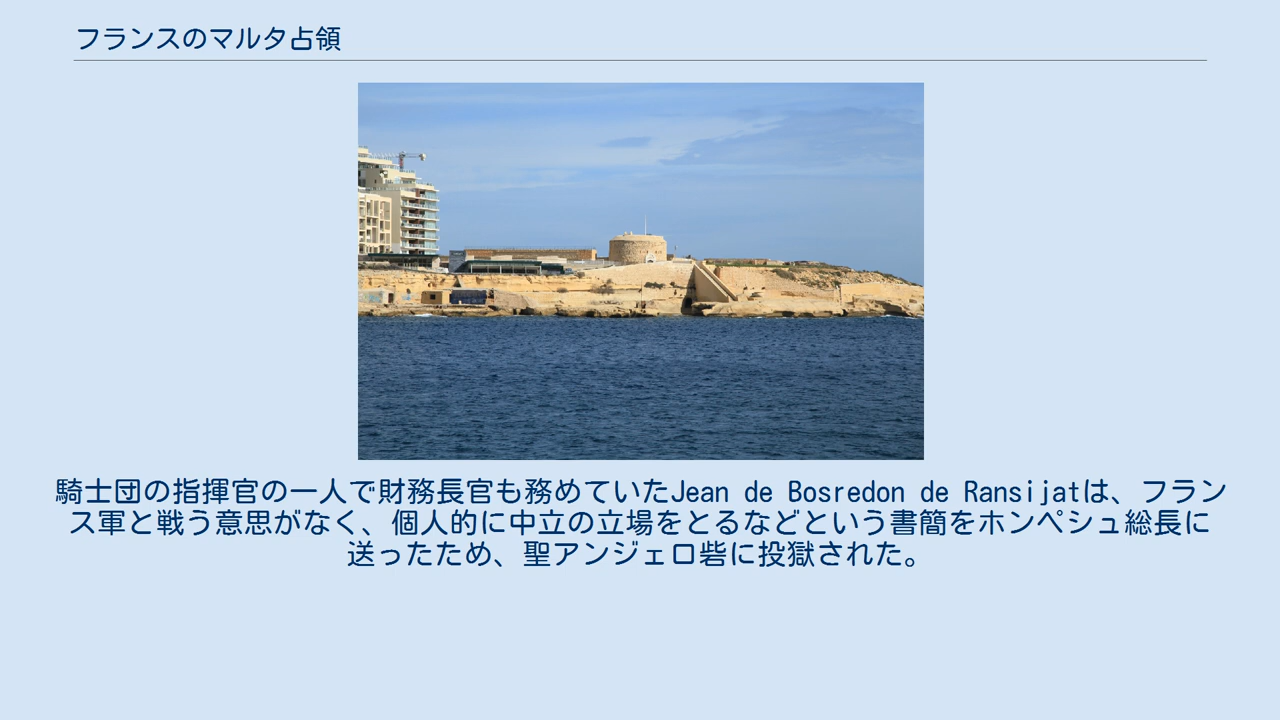 フランスのマルタ占領
騎士団の指揮官の一人で財務長官も務めていたJean de Bosredon de Ransijatは、フラン
ス軍と戦う意思がなく、個人的に中立の立場をとるなどという書簡をホンペシュ総長に
送ったため、聖アンジェロ砦に投獄された。